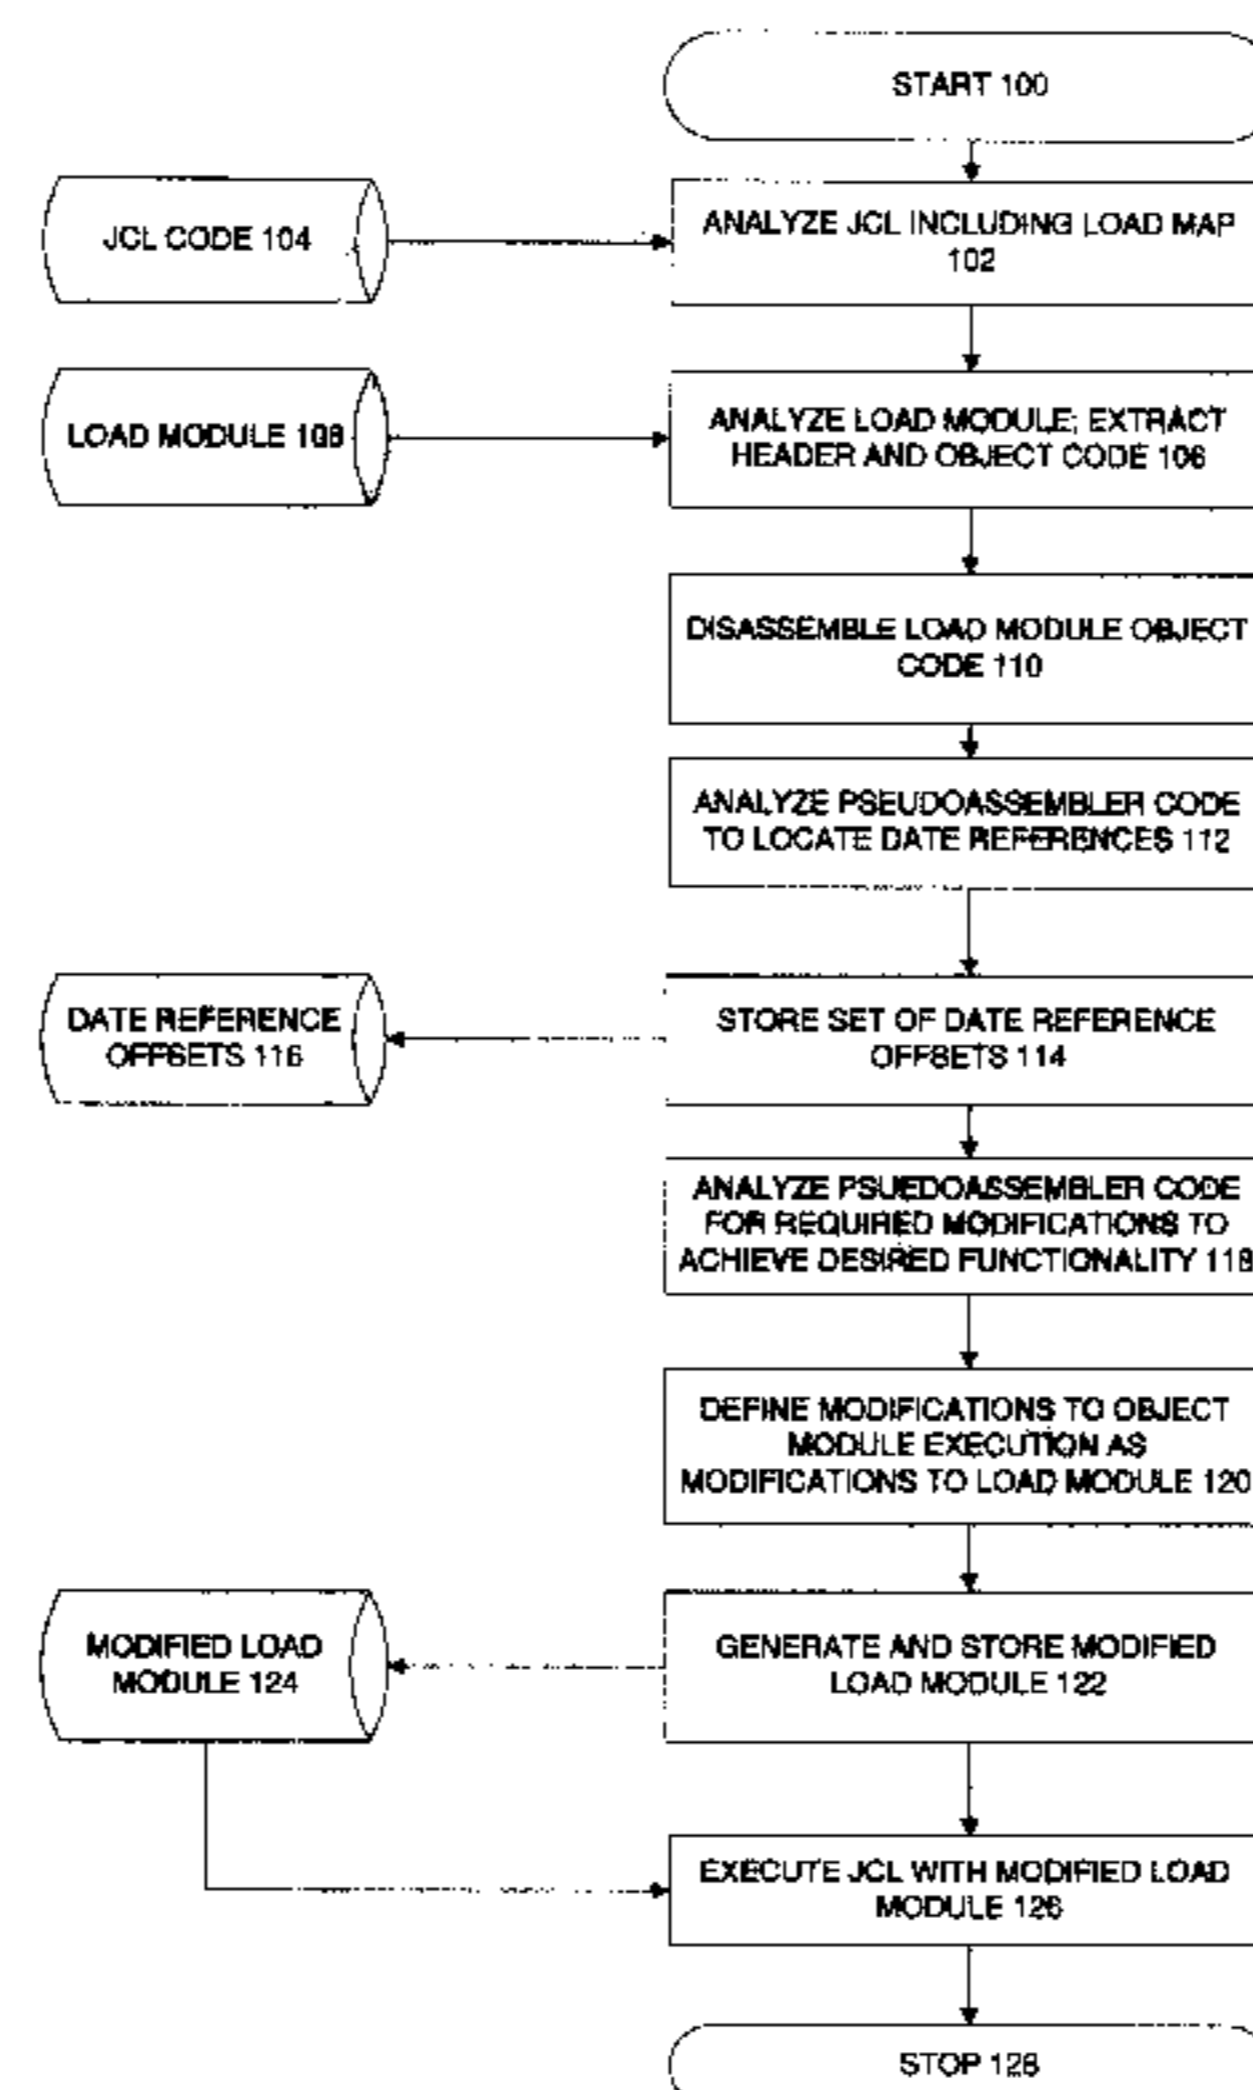 START 100
JCL CODE 104
ANALYZE JCL INCLUDING LOAD MAP
102
LOAD MODULE 108
ANALYZE LOAD MODULE; EXTRACT
HEADER AND OBJECT CODE 106
DISASSEMBLE LOAD MODULE OBJECT
CODE 110
ANALYZE PSEUDOASSEMBLER CODE
TO LOCATE DATE REFERENCES 112
DATE REFERENCE
OFFSETS 116
STORE SET OF DATE REFERENCE
OFFSETS 114
ANALYZE PSUEDOASSEMBLER CODE
FOR REQUIRED MODIFICATIONS TO
ACHIEVE DESIRED FUNCTIONALITY 118
DEFINE MODIFICATIONS TO OBJECT
MODULE EXECUTION AS
MODIFICATIONS TO LOAD MODULE 120
MODIFIED LOAD
MODULE 124
GENERATE AND STORE MODIFIED
LOAD MODULE 122
EXECUTE JCL WITH MODIFIED LOAD
MODULE 126
STOP 128